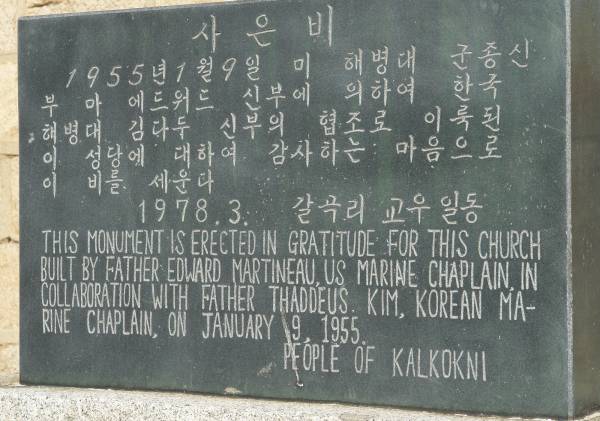 사은비
1955년1월9일 미 해병대 군종신
부 마 에드워드 신부에 의하여 한국
해병대 김다두 신부의 협조로 이룩된
이 성당에 대하여 감사하는 마음으로
이 비를 세운다
1978.3. 갈곡리 교우일동
THIS MONUMENT IS ERECTED IN GRATITUDE FOR THIS CHURCH
BUILT BY FATHER EDWARD MARTINEAU, US MARINE CHAPLAIN, IN
COLLABORATION WITH FATHER THADDEUS. KIM, KOREAN MA-
RINE CHAPLAIN, ON JANUARY 9, 1955.
PEOPLE OF KALKOKNI